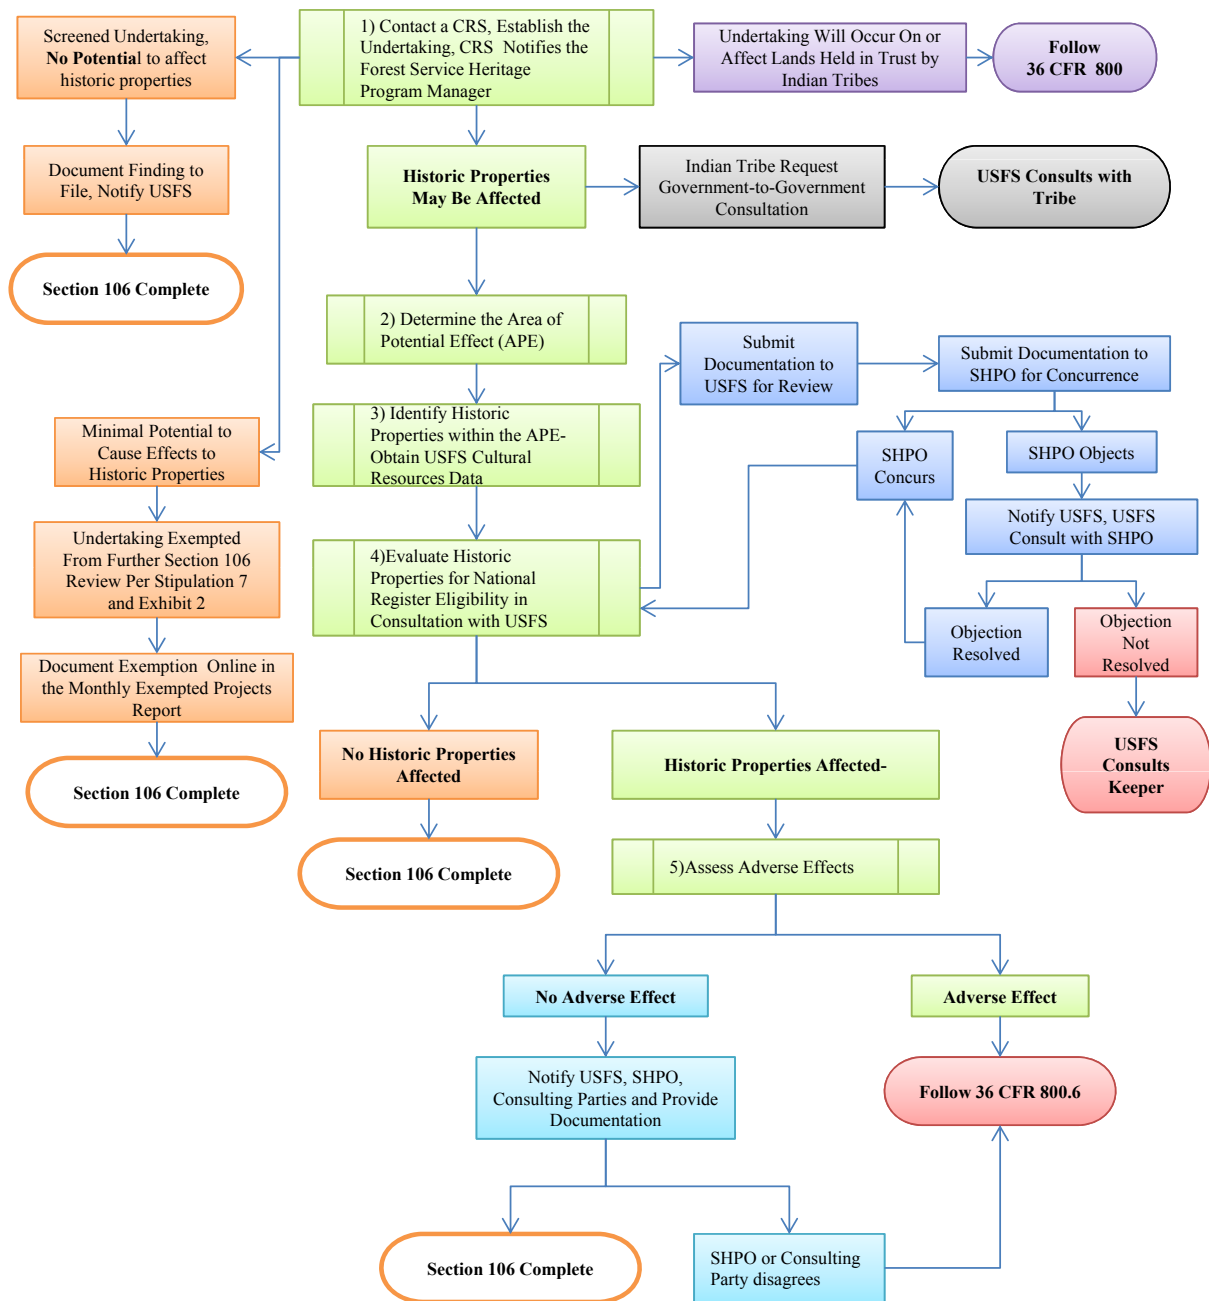 Screened Undertaking,
No Potential to affect
historic properties
1) Contact a CRS, Establish the
Undertaking, CRS Notifies the
Forest Service Heritage
Program Manager
Undertaking Will Occur On or
Affect Lands Held in Trust by
Indian Tribes
Follow
36 CFR 800
Document Finding to
File, Notify USFS
Historic Properties
May Be Affected
Indian Tribe Request
Government-to-Government
Consultation
USFS Consults with
Tribe
Section 106 Complete
2) Determine the Area of
Potential Effect (APE)
Submit
Documentation to
USFS for Review
Submit Documentation to
SHPO for Concurrence
Minimal Potential to
Cause Effects to
Historic Properties
3) Identify Historic
Properties within the APE-
Obtain USFS Cultural
Resources Data
SHPO
Concurs
SHPO Objects
Undertaking Exempted
From Further Section 106
Review Per Stipulation 7
and Exhibit 2
4)Evaluate Historic
Properties for National
Register Eligibility in
Consultation with USFS
Notify USFS, USFS
Consult with SHPO
Objection
Resolved
Objection
Not
Resolved
Document Exemption Online in
the Monthly Exempted Projects
Report
No Historic Properties
Affected
Historic Properties Affected-
USFS
Consults
Keeper
Section 106 Complete
Section 106 Complete
5)Assess Adverse Effects
No Adverse Effect
Adverse Effect
Notify USFS, SHPO,
Consulting Parties and Provide
Documentation
Follow 36 CFR 800.6
Section 106 Complete
SHPO or Consulting
Party disagrees